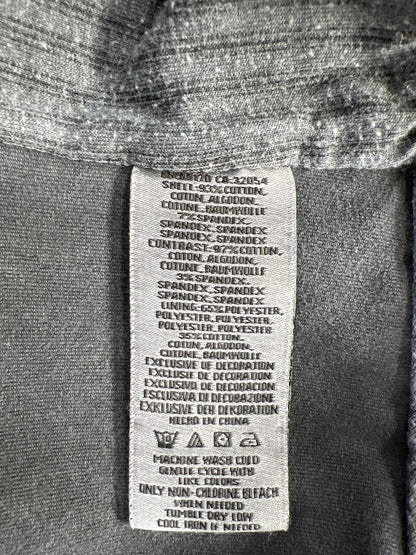 CA-32054
SHELL: 93% COTTON,
COTON, ALGODON,
COTONE, BAUMWOLLE
7% SPANDEX,
SPANDEX, SPANDEX
SPANDEX, SPANDEX
CONTRAST: 97% COTTON,
COTON, ALGODON,
COTONE, BAUMWOLLE
3% SPANDEX,
SPANDEX, SPANDEX
SPANDEX, SPANDEX
LINING: 65% POLYESTER,
POLYESTER, POLYESTER,
POLYESTER, POLYESTER
35% COTTON,
COTON, ALGODON,
COTONE, BAUMWOLLE
EXCLUSIVE OF DECORATION
EXCLUSIF DE DECORATION
EXCLUSIVA DE DECORACION
ESCLUSIVA DI DECORAZIONE
EXKLUSIVE DER DEKORATION
HECHO EN CHINA
MACHINE WASH COLD
GENTLE CYCLE WITH
LIKE COLORS
ONLY NON-CHLORINE BLEACH
WHEN NEEDED
TUMBLE DRY LOW
COOL IRON IF NEEDED